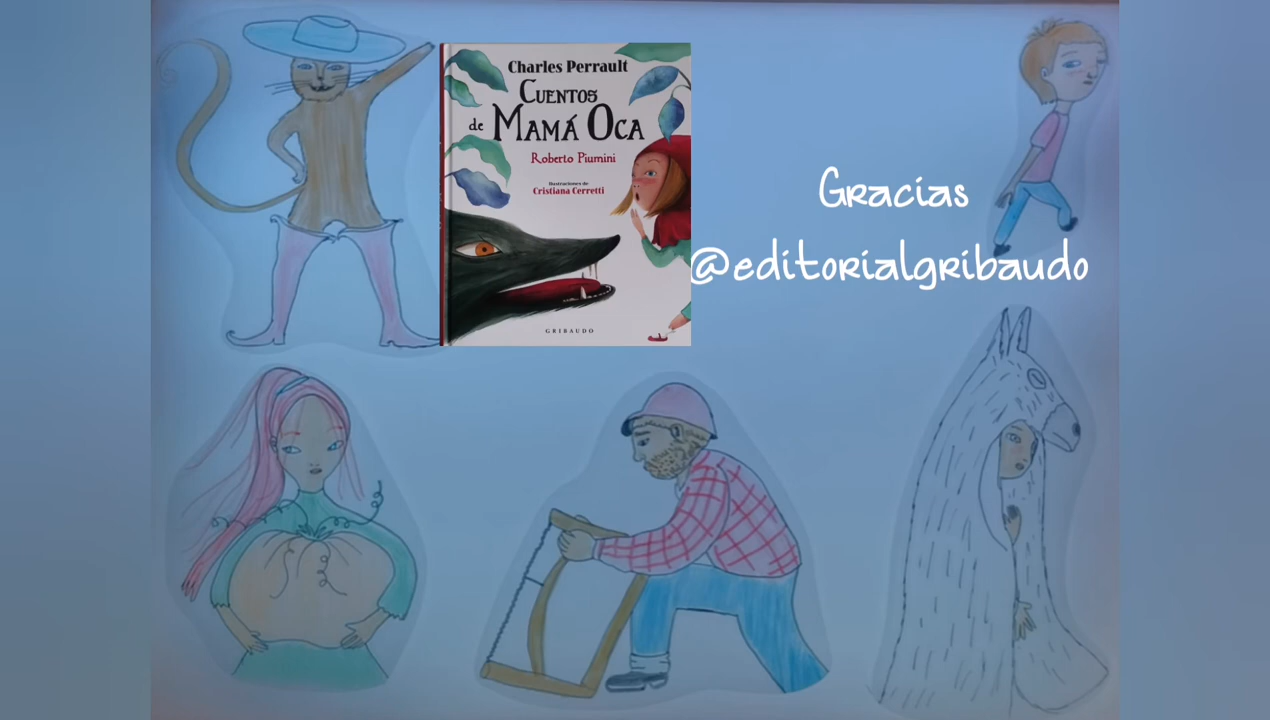 Charles Perrault
Cuentos
de Mamá Oca
Roberto Piumini
Ilustraciones de
Cristiana Cerretti
GRIBAUDO
Gracias
@editorialgribaudo